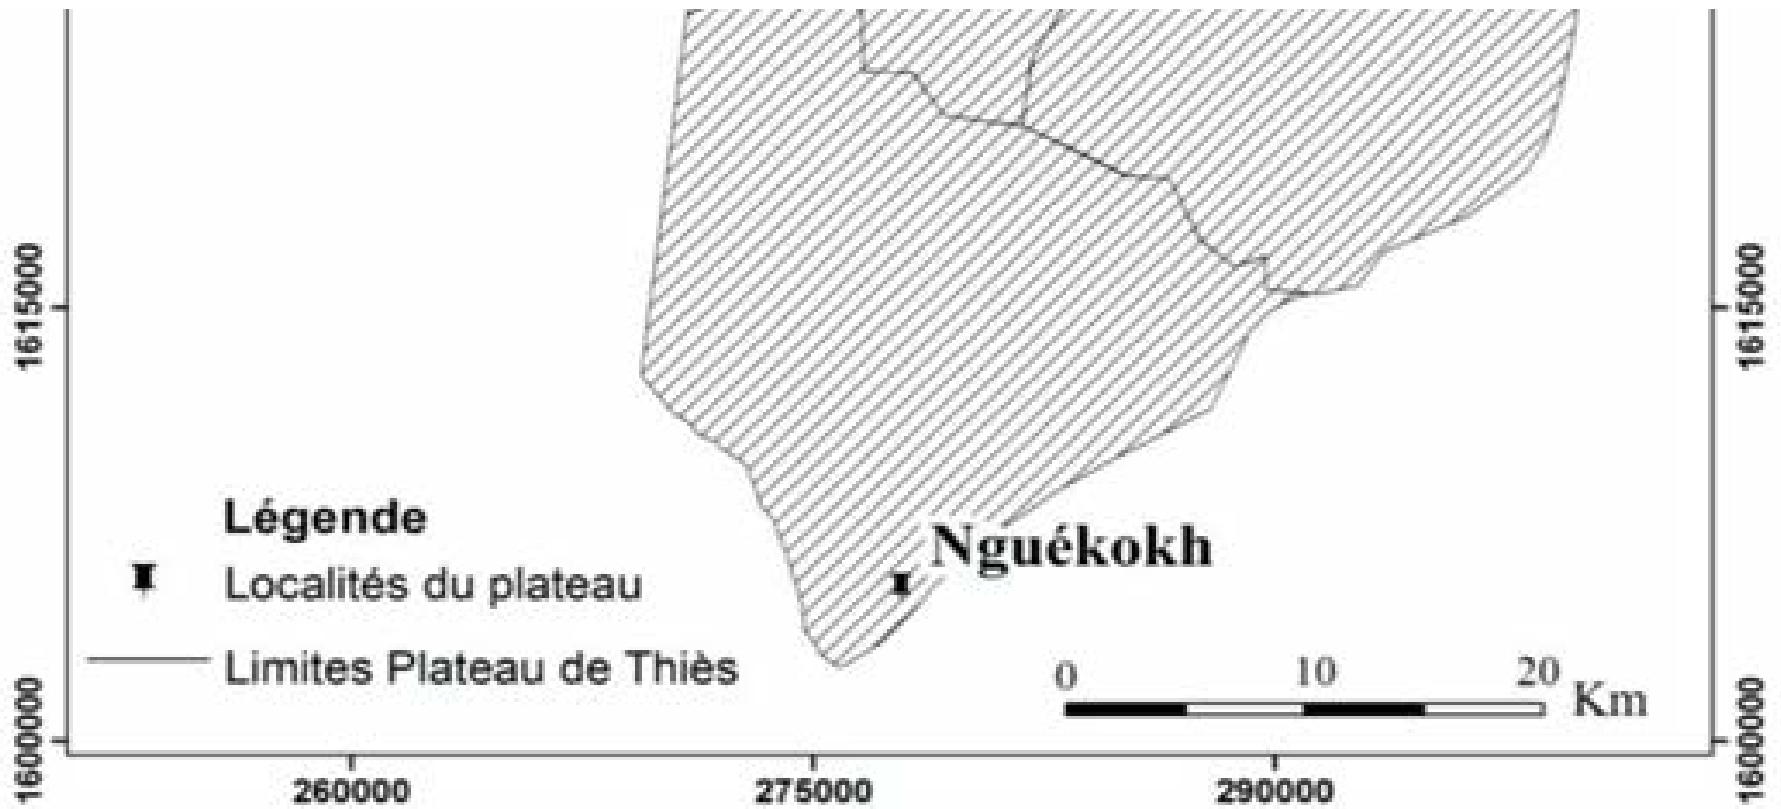 1615000
1615000
Légende
Nguékokh
Localités du plateau
Limites Plateau de Thiès
0 10 20 Km
1600000
1600000
260000 275000 290000